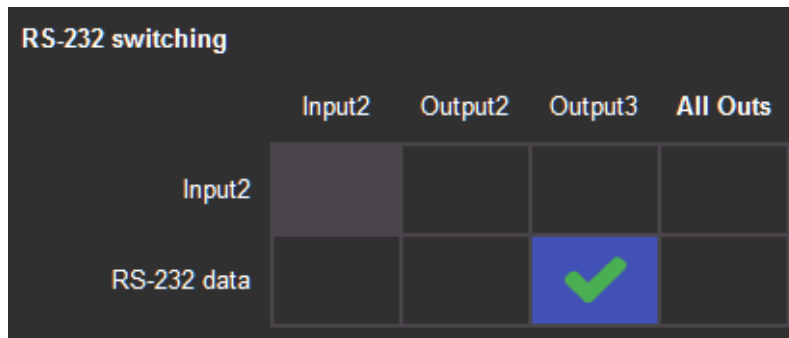 RS-232 switching
Input2 Output2 Output3 All Outs
Input2
RS-232 data